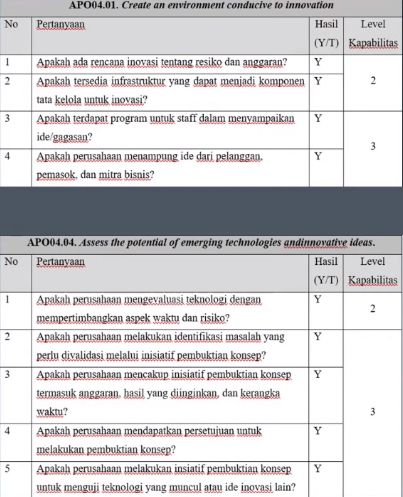 APO04.01. Create an environment conducive to innovation
No Pertanyaan Hasil Level
(Y/T) Kapabilitas
1 Apakah ada rencana inovasi tentang resiko dan anggaran? Y 2
2 Apakah tersedia infrastruktur yang dapat menjadi komponen Y
tata kelola untuk inovasi?
3 Apakah terdapat program untuk staff dalam menyampaikan Y 3
ide/gagasan?
4 Apakah perusahaan menampung ide dari pelanggan, Y
pemasok, dan mitra bisnis?
APO04.04. Assess the potential of emerging technologies andinnovative ideas.
No Pertanyaan Hasil Level
(Y/T) Kapabilitas
1 Apakah perusahaan mengevaluasi teknologi dengan Y 2
mempertimbangkan aspek waktu dan risiko?
2 Apakah perusahaan melakukan identifikasi masalah yang Y 3
perlu divalidasi melalui inisiatif pembuktian konsep?
3 Apakah perusahaan mencakup inisiatif pembuktian konsep Y
termasuk anggaran, hasil yang diinginkan, dan kerangka
waktu?
4 Apakah perusahaan mendapatkan persetujuan untuk Y
melakukan pembuktian konsep?
5 Apakah perusahaan melakukan insiatif pembuktian konsep Y
untuk menguji teknologi yang muncul atau ide inovasi lain?